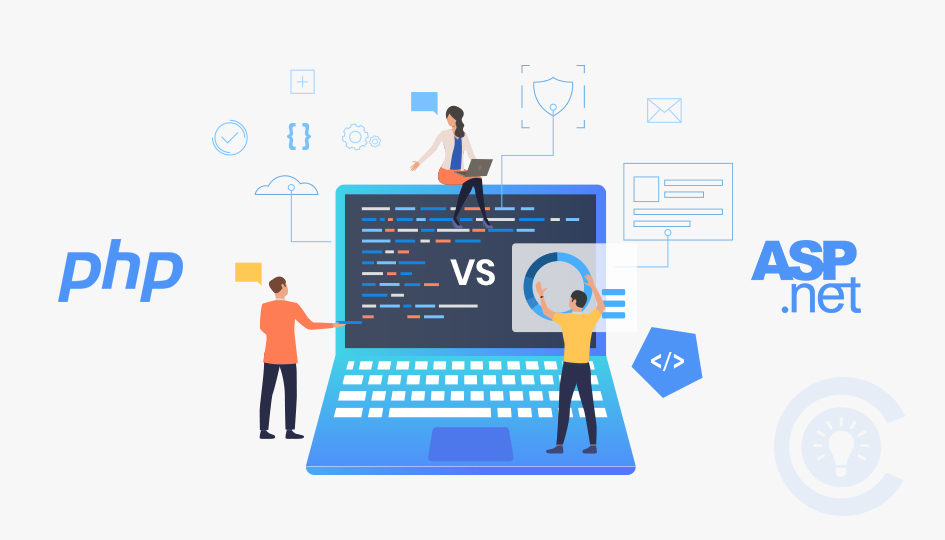 php
VS
ASP
.net
</>
{}